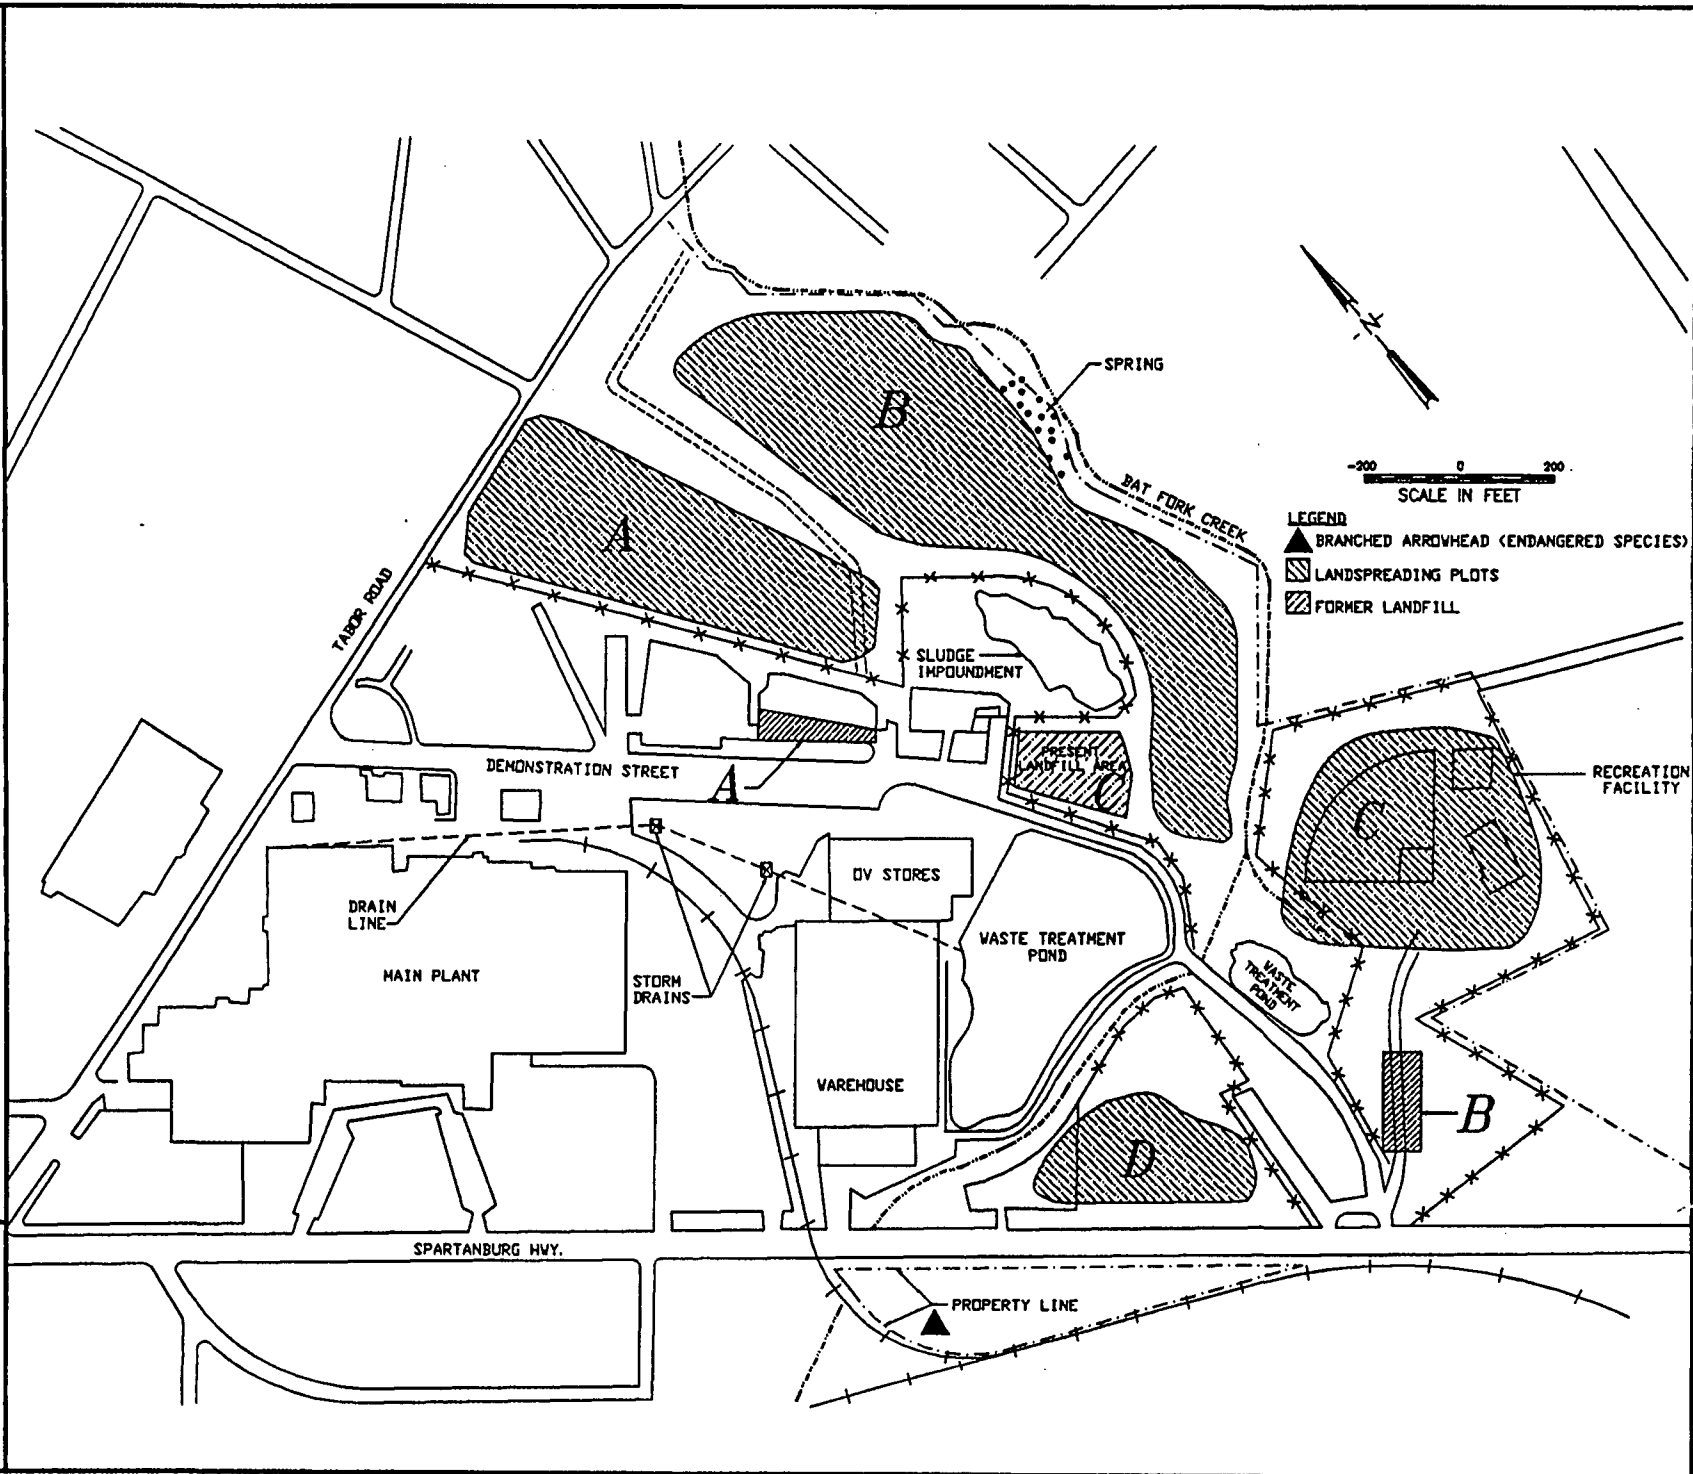 SPRING
B
N
-200 0 200
SCALE IN FEET
BAT FORK CREEK
LEGEND
BRANCHED ARROWHEAD (ENDANGERED SPECIES)
LANDSPREADING PLOTS
FORMER LANDFILL
A
TABOR ROAD
SLUDGE
IMPOUNDMENT
PRESENT
LANDFILL AREA
C
DEMONSTRATION STREET
A
RECREATION
FACILITY
C
OV STORES
DRAIN
LINE
MAIN PLANT
STORM
DRAINS
WASTE TREATMENT
POND
WASTE
TREATMENT
POND
WAREHOUSE
B
D
SPARTANBURG HWY.
PROPERTY LINE